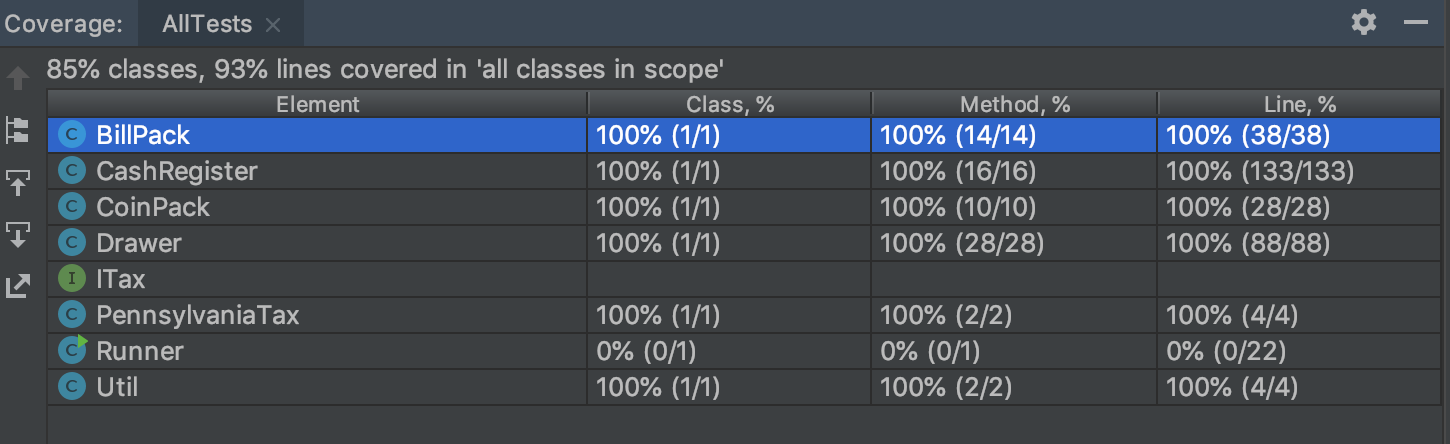 Coverage: AllTests
85% classes, 93% lines covered in 'all classes in scope'
Element Class, % Method, % Line, %
C BillPack 100% (1/1) 100% (14/14) 100% (38/38)
C CashRegister 100% (1/1) 100% (16/16) 100% (133/133)
C CoinPack 100% (1/1) 100% (10/10) 100% (28/28)
C Drawer 100% (1/1) 100% (28/28) 100% (88/88)
I ITax
C PennsylvaniaTax 100% (1/1) 100% (2/2) 100% (4/4)
C Runner 0% (0/1) 0% (0/1) 0% (0/22)
C Util 100% (1/1) 100% (2/2) 100% (4/4)